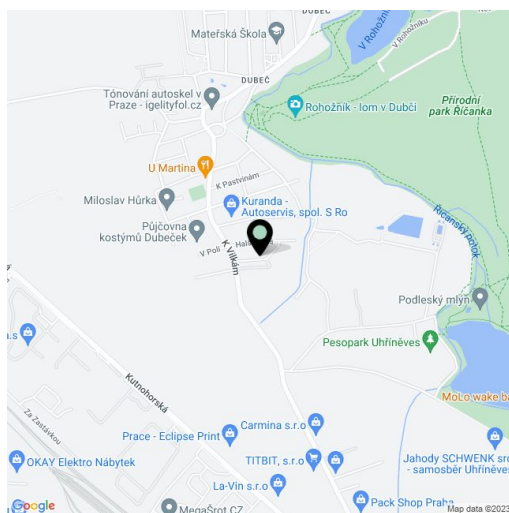 Mateřská Škola
DUBEČ
DUBEČ
V Rohožníku
V Rohožníku
Tónování autoskel v
Praze - igelityfol.cz
Rohožník - lom v Dubči
Přírodní
park Říčanka
U Martina
K Pastvinám
Miloslav Hůrka
Kuranda -
Autoservis, spol. S Ro
Říčanský potok
Půjčovna
kostýmů Dubeček
V Poli
K Vilkám
Podleský mlýn
Pesopark Uhříněves
Kutnohorská
MoLo wake
Za Zastávkou
Carmina s.r.o
Prace - Eclipse Print
OKAY Elektro Nábytek
TITBIT, s.r.o
Jahody SCHWENK
- samosběr Uhříněves
La-Vin s.r.o
Pack Shop Praha
MegaŠrot CZ
Google
Map data ©2023